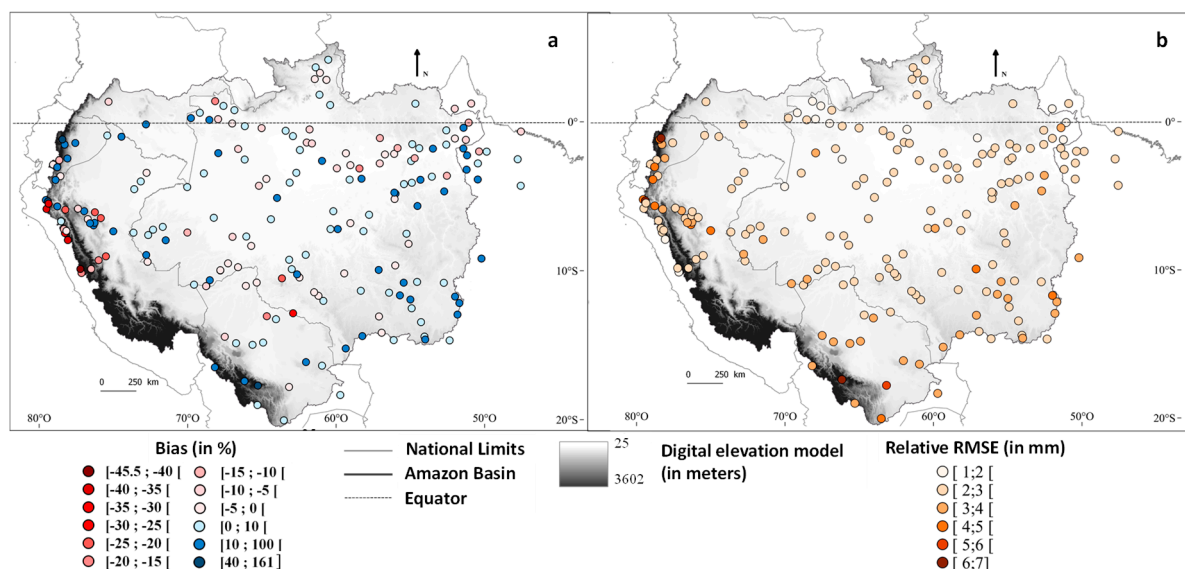 a
b
N
N
0°
0°
10°S
10°S
0 250 km
0 250 km
80°O 70°O 60°O 50°O 20°S
80°O 70°O 60°O 50°O 20°S
Bias (in %)
[-45.5 ; -40 [
[-40 ; -35 [
[-35 ; -30 [
[-30 ; -25 [
[-25 ; -20 [
[-20 ; -15 [
[-15 ; -10 [
[-10 ; -5 [
[-5 ; 0 [
[0 ; 10 [
[10 ; 100 [
[40 ; 161]
National Limits
Amazon Basin
Equator
25
3602
Digital elevation model
(in meters)
Relative RMSE (in mm)
[ 1;2 [
[ 2;3 [
[ 3;4 [
[ 4;5 [
[ 5;6 [
[ 6;7]